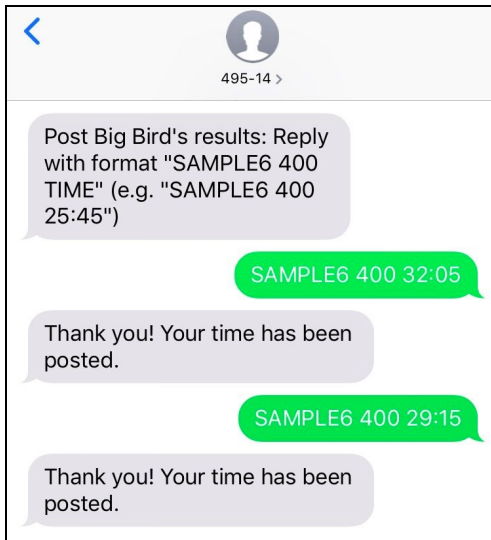 495-14 >
Post Big Bird's results: Reply
with format "SAMPLE6 400
TIME" (e.g. "SAMPLE6 400
25:45")
SAMPLE6 400 32:05
Thank you! Your time has been
posted.
SAMPLE6 400 29:15
Thank you! Your time has been
posted.